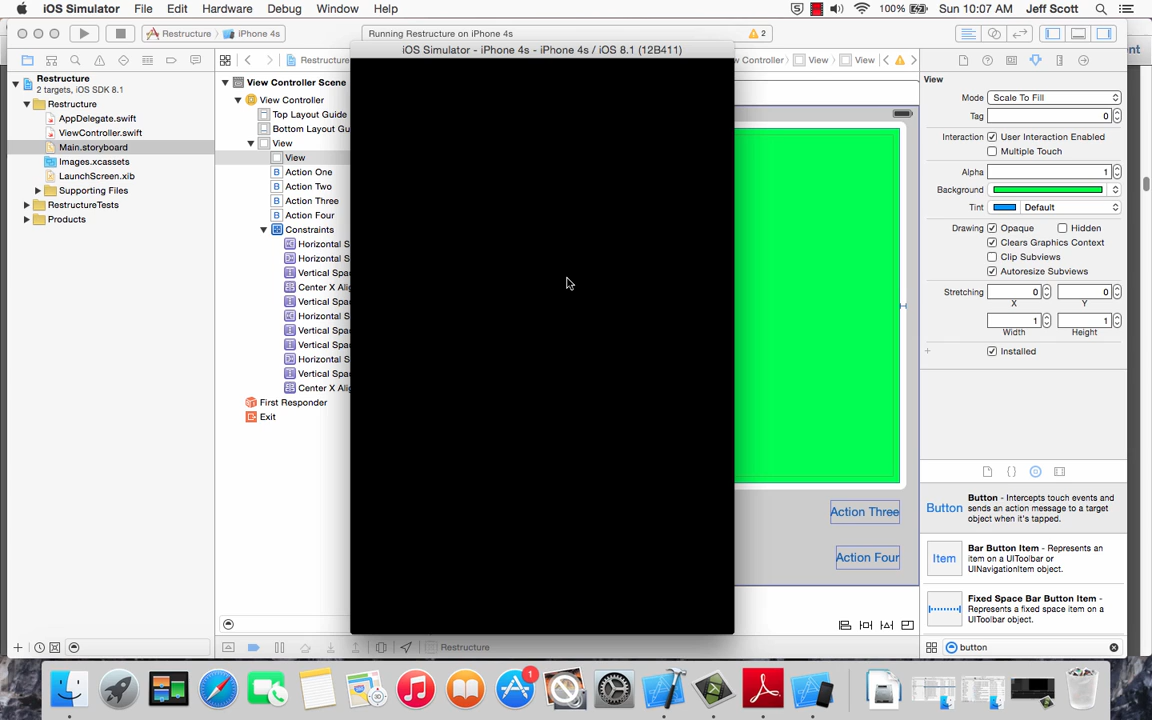 iOS Simulator File Edit Hardware Debug Window Help 100% Sun 10:07 AM Jeff Scott
Restructure iPhone 4s Running Restructure on iPhone 4s 2
iOS Simulator - iPhone 4s - iPhone 4s / iOS 8.1 (12B411)
Restructure
2 targets, iOS SDK 8.1
Restructure
AppDelegate.swift
ViewController.swift
Main.storyboard
Images.xcassets
LaunchScreen.xib
Supporting Files
RestructureTests
Products
Restructure
View Controller Scene
View Controller
Top Layout Guide
Bottom Layout Gu
View
View
Action One
Action Two
Action Three
Action Four
Constraints
Horizontal S
Horizontal S
Vertical Spa
Center X Alig
Vertical Spa
Horizontal S
Vertical Spa
Vertical Spa
Horizontal S
Vertical Spa
Center X Alig
First Responder
Exit
w Controller View View
Action Three
Action Four
View
Mode Scale To Fill
Tag 0
Interaction User Interaction Enabled
Multiple Touch
Alpha 1
Background
Tint Default
Drawing Opaque Hidden
Clears Graphics Context
Clip Subviews
Autoresize Subviews
Stretching 0 0
X Y
1 1
Width Height
Installed
Button
Button - Intercepts touch events and
sends an action message to a target
object when it's tapped.
Item
Bar Button Item - Represents an
item on a UIToolbar or
UINavigationItem object.
Fixed Space Bar Button Item -
Represents a fixed space item on a
UIToolbar object.
Restructure
button
1